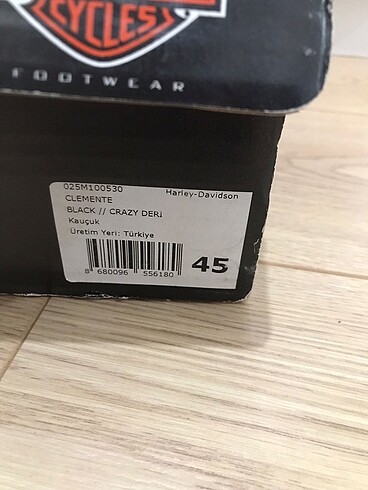 CYCLES
FOOTWEAR
025M100530 Harley-Davidson
CLEMENTE
BLACK // CRAZY DERİ
Kauçuk
Üretim Yeri: Türkiye
8 680096 556180
45